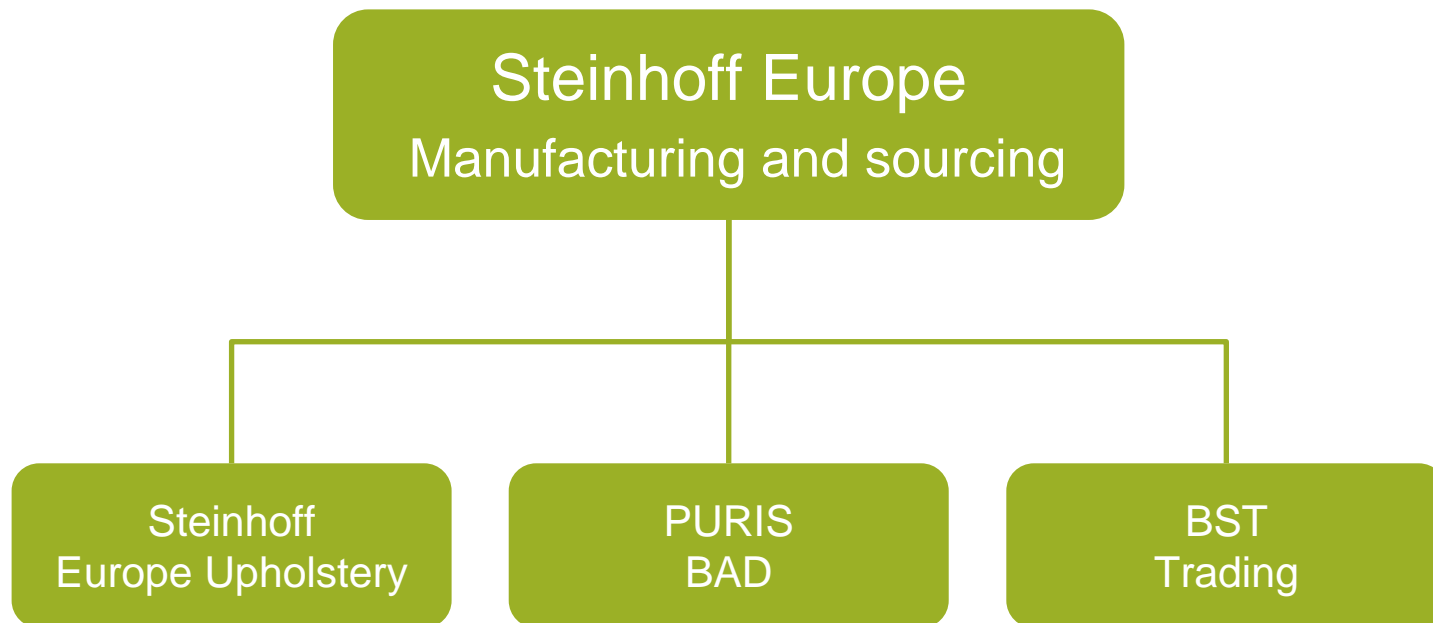 Steinhoff Europe
Manufacturing and sourcing
Steinhoff
Europe Upholstery
PURIS
BAD
BST
Trading